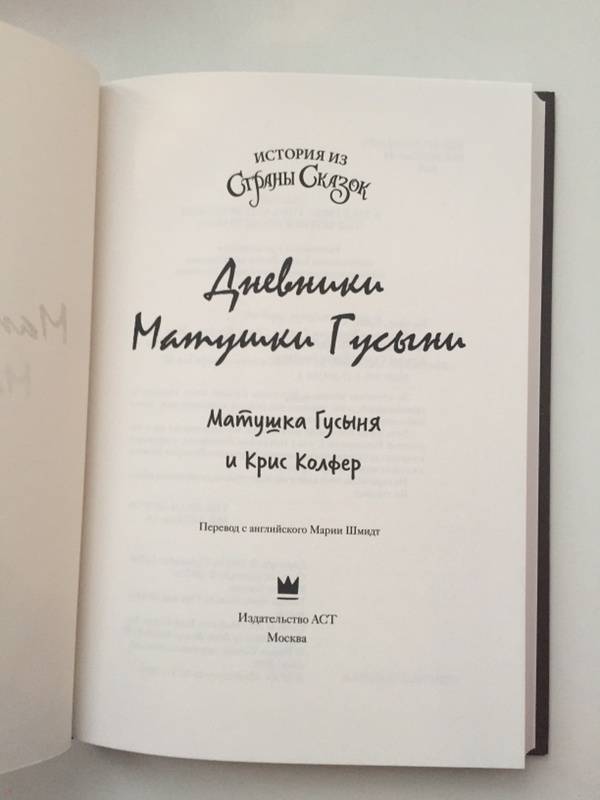 ИСТОРИЯ ИЗ
СТРАНЫ СКАЗОК
Дневники
Матушки Гусыни
Матушка Гусыня
и Крис Колфер
Перевод с английского Марии Шмидт
Издательство АСТ
Москва